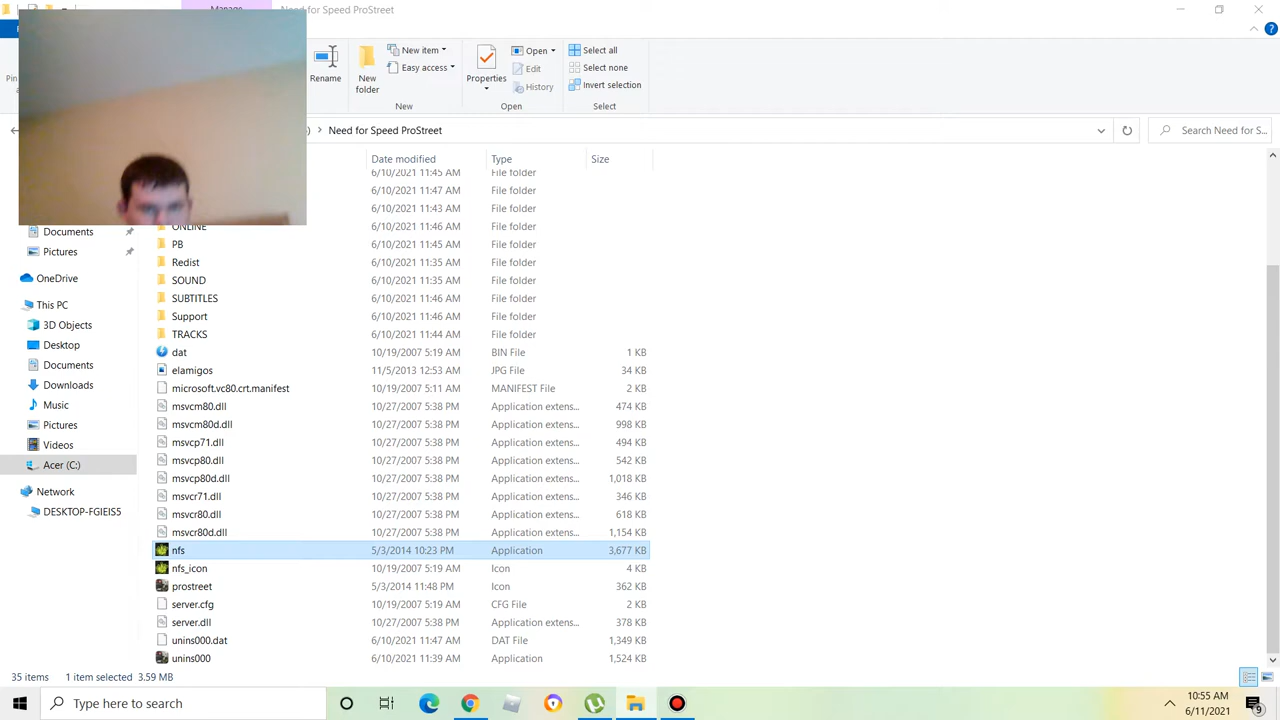 Need for Speed ProStreet
Rename
New folder
New item
Easy access
New
Properties
Open
Edit
History
Open
Select all
Select none
Invert selection
Select
Need for Speed ProStreet
Search Need for S...
Date modified Type Size
6/10/2021 11:45 AM File folder
6/10/2021 11:47 AM File folder
6/10/2021 11:43 AM File folder
ONLINE 6/10/2021 11:46 AM File folder
PB 6/10/2021 11:45 AM File folder
Redist 6/10/2021 11:35 AM File folder
SOUND 6/10/2021 11:35 AM File folder
SUBTITLES 6/10/2021 11:46 AM File folder
Support 6/10/2021 11:46 AM File folder
TRACKS 6/10/2021 11:44 AM File folder
dat 10/19/2007 5:19 AM BIN File 1 KB
elamigos 11/5/2013 12:53 AM JPG File 34 KB
microsoft.vc80.crt.manifest 10/19/2007 5:11 AM MANIFEST File 2 KB
msvcm80.dll 10/27/2007 5:38 PM Application extens... 474 KB
msvcm80d.dll 10/27/2007 5:38 PM Application extens... 998 KB
msvcp71.dll 10/27/2007 5:38 PM Application extens... 494 KB
msvcp80.dll 10/27/2007 5:38 PM Application extens... 542 KB
msvcp80d.dll 10/27/2007 5:38 PM Application extens... 1,018 KB
msvcr71.dll 10/27/2007 5:38 PM Application extens... 346 KB
msvcr80.dll 10/27/2007 5:38 PM Application extens... 618 KB
msvcr80d.dll 10/27/2007 5:38 PM Application extens... 1,154 KB
nfs 5/3/2014 10:23 PM Application 3,677 KB
nfs_icon 10/19/2007 5:19 AM Icon 4 KB
prostreet 5/3/2014 11:48 PM Icon 362 KB
server.cfg 10/19/2007 5:19 AM CFG File 2 KB
server.dll 10/27/2007 5:38 PM Application extens... 378 KB
unins000.dat 6/10/2021 11:47 AM DAT File 1,349 KB
unins000 6/10/2021 11:39 AM Application 1,524 KB
Documents
Pictures
OneDrive
This PC
3D Objects
Desktop
Documents
Downloads
Music
Pictures
Videos
Acer (C:)
Network
DESKTOP-FGIEIS5
35 items 1 item selected 3.59 MB
Type here to search
10:55 AM
6/11/2021
9